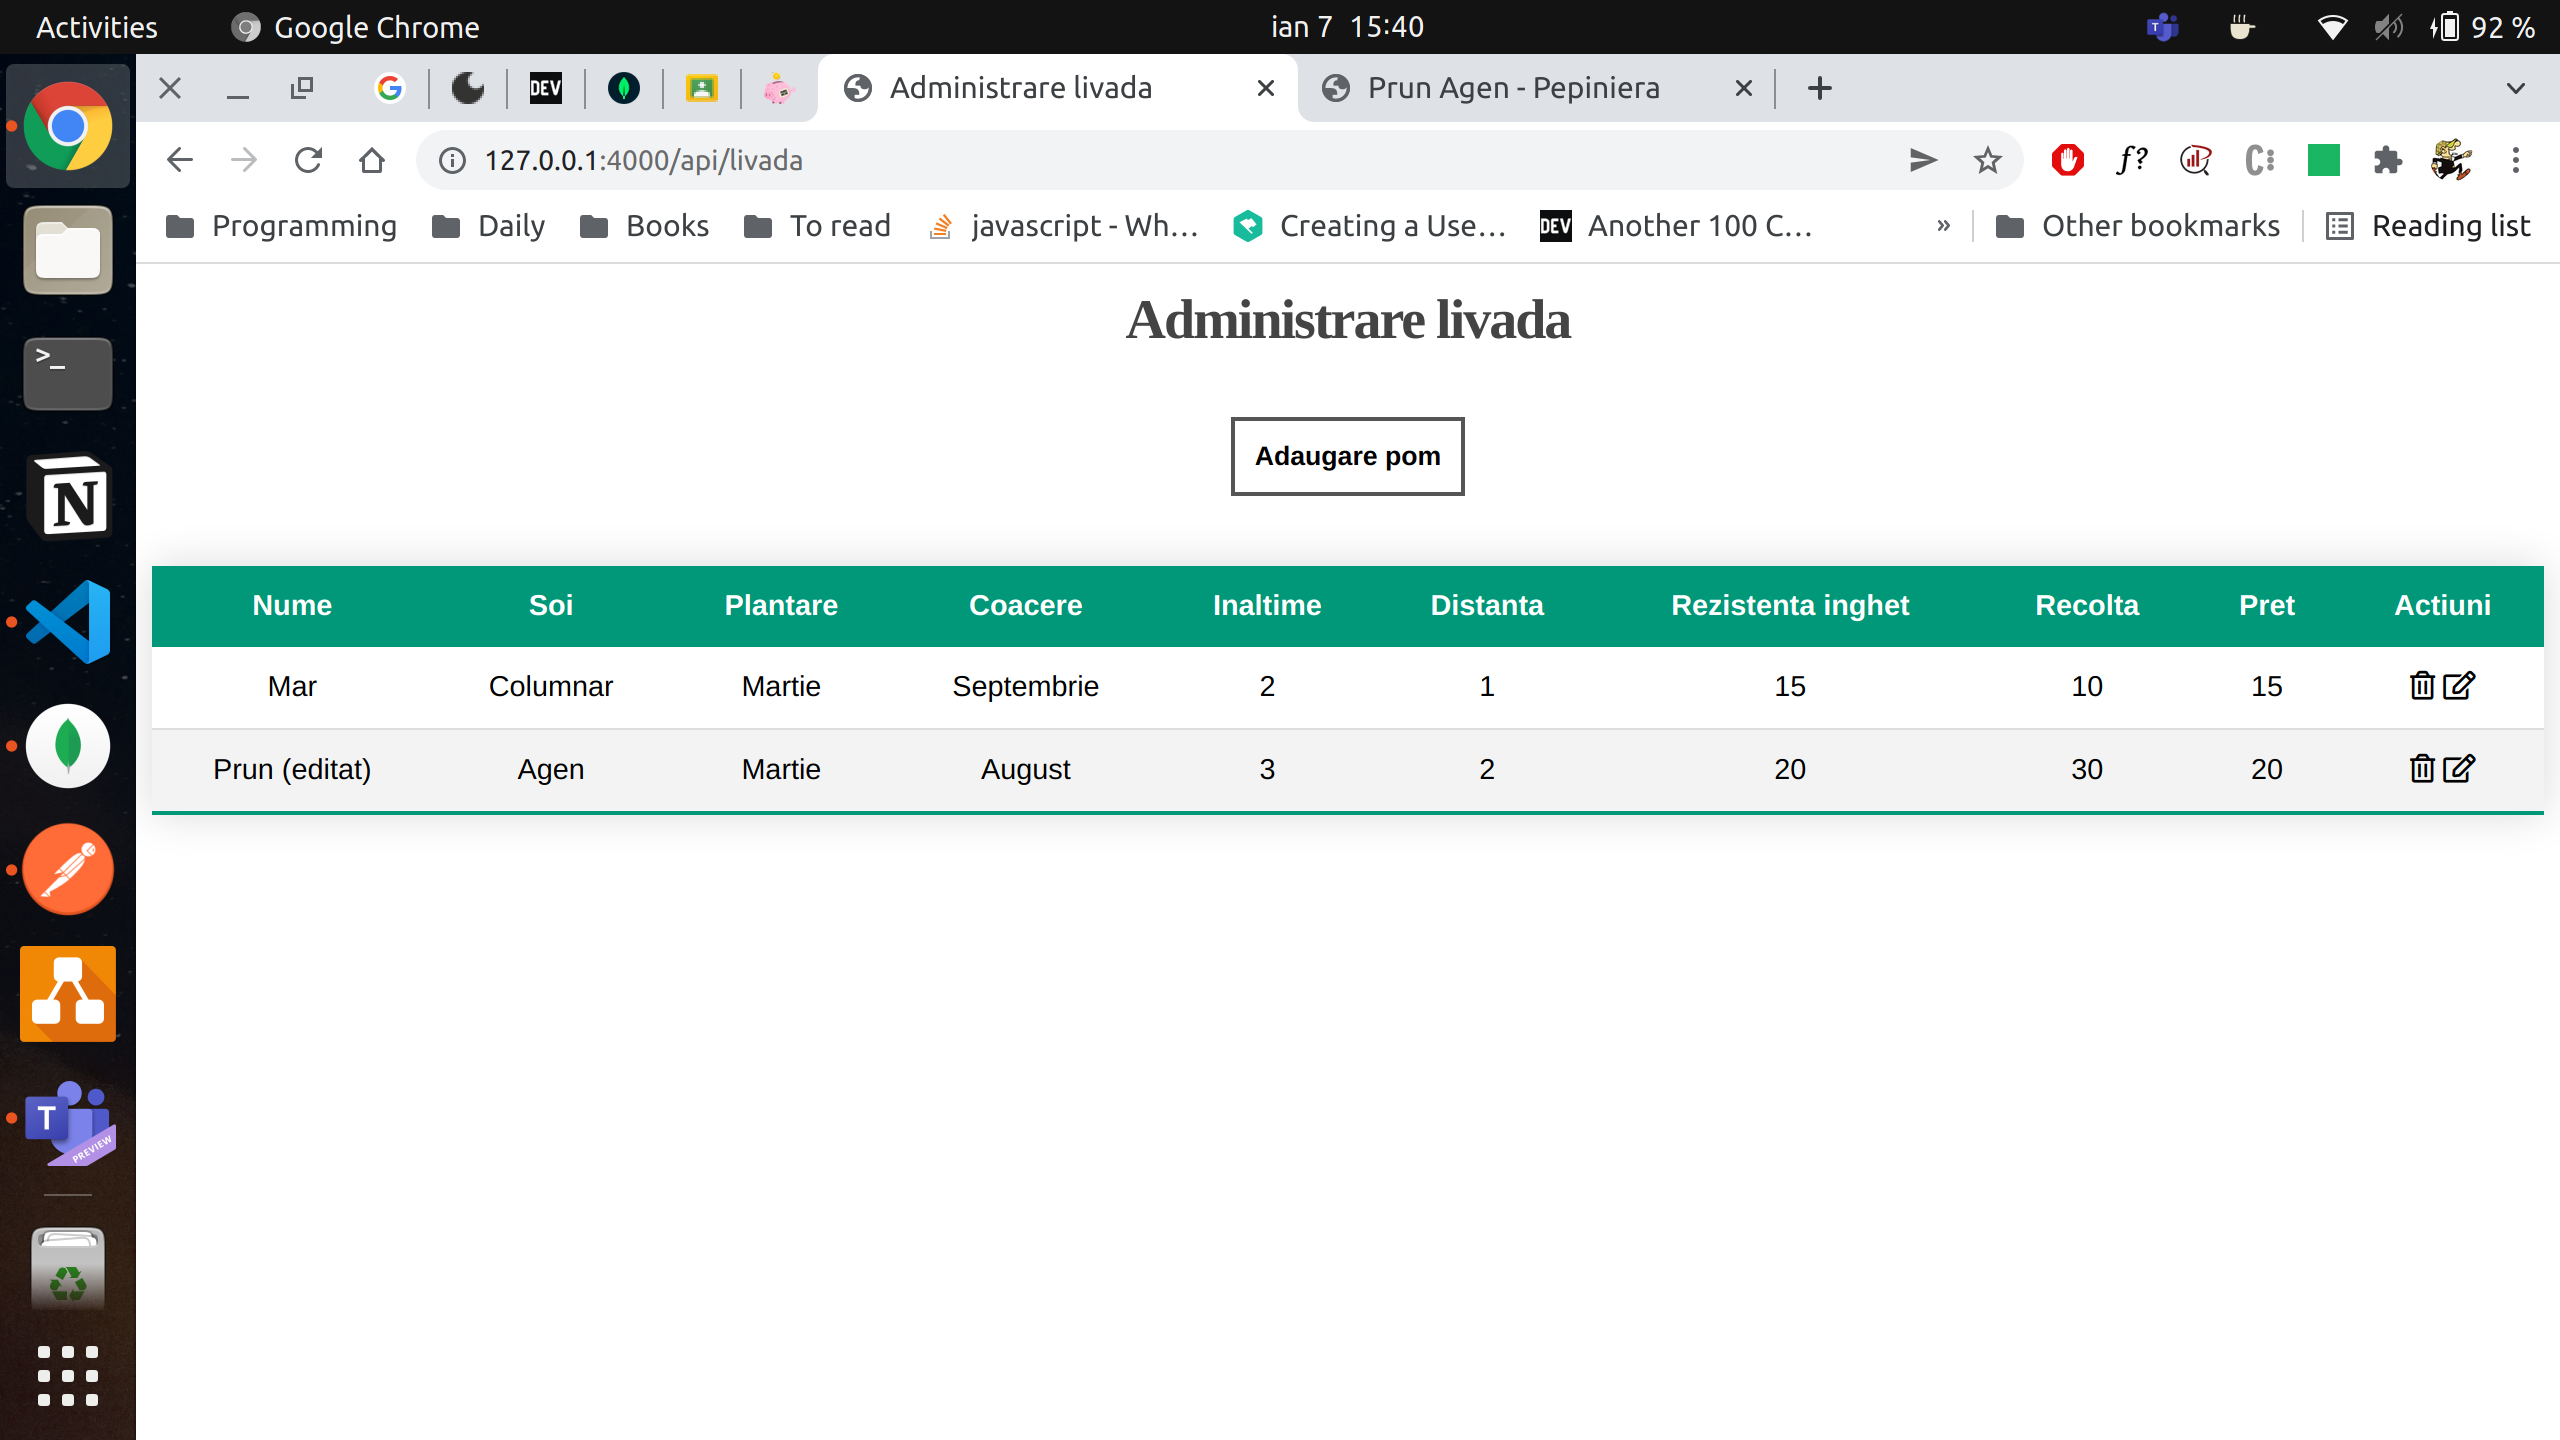 Activities Google Chrome ian 7 15:40 92 %
DEV Administrare livada Prun Agen - Pepiniera
127.0.0.1:4000/api/livada f?
Programming Daily Books To read javascript - Wh... Creating a Use... DEV Another 100 C... » Other bookmarks Reading list
Administrare livada
Adaugare pom
Nume Soi Plantare Coacere Inaltime Distanta Rezistenta inghet Recolta Pret Actiuni
Mar Columnar Martie Septembrie 2 1 15 10 15
Prun (editat) Agen Martie August 3 2 20 30 20
>_
N
T
PREVIEW